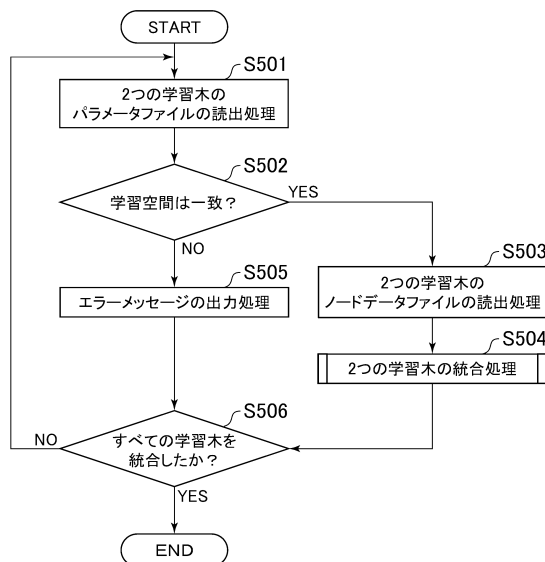 START
S501
2つの学習木の
パラメータファイルの読出処理
S502
学習空間は一致?
YES
NO
S503
2つの学習木の
ノードデータファイルの読出処理
S505
エラーメッセージの出力処理
S504
2つの学習木の統合処理
S506
すべての学習木を
統合したか?
NO
YES
END